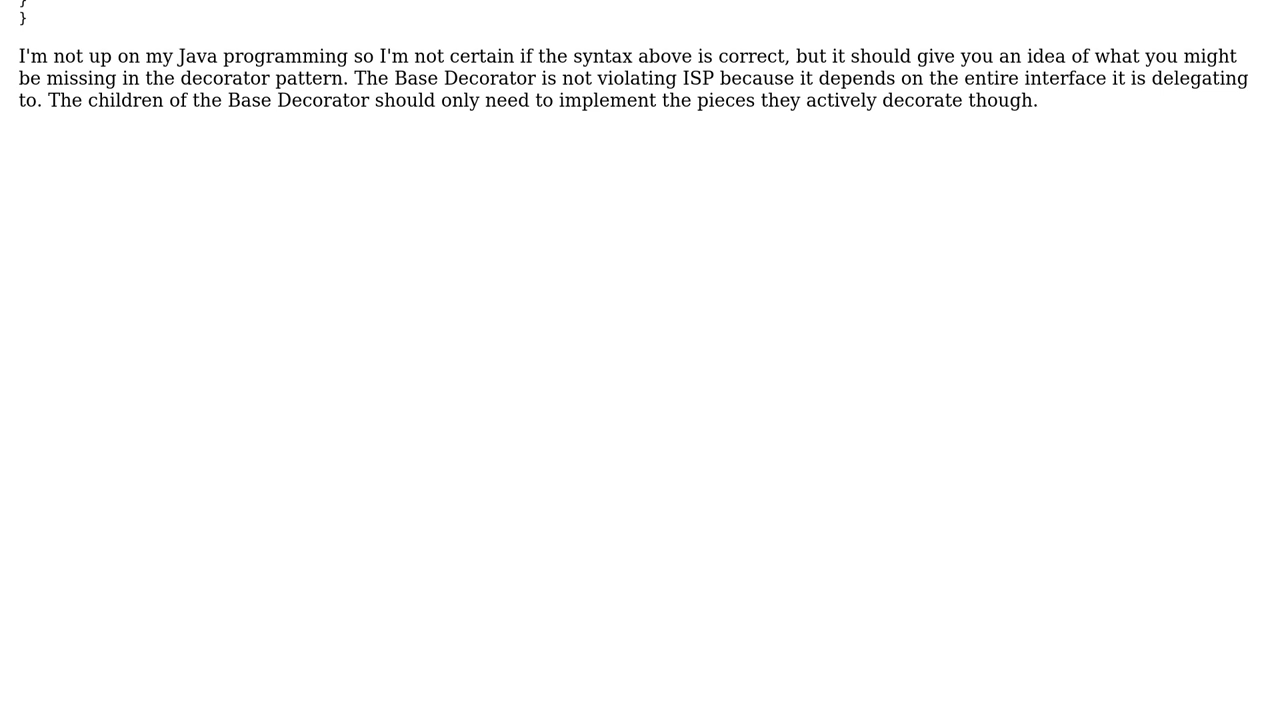 }
}
I'm not up on my Java programming so I'm not certain if the syntax above is correct, but it should give you an idea of what you might
be missing in the decorator pattern. The Base Decorator is not violating ISP because it depends on the entire interface it is delegating
to. The children of the Base Decorator should only need to implement the pieces they actively decorate though.